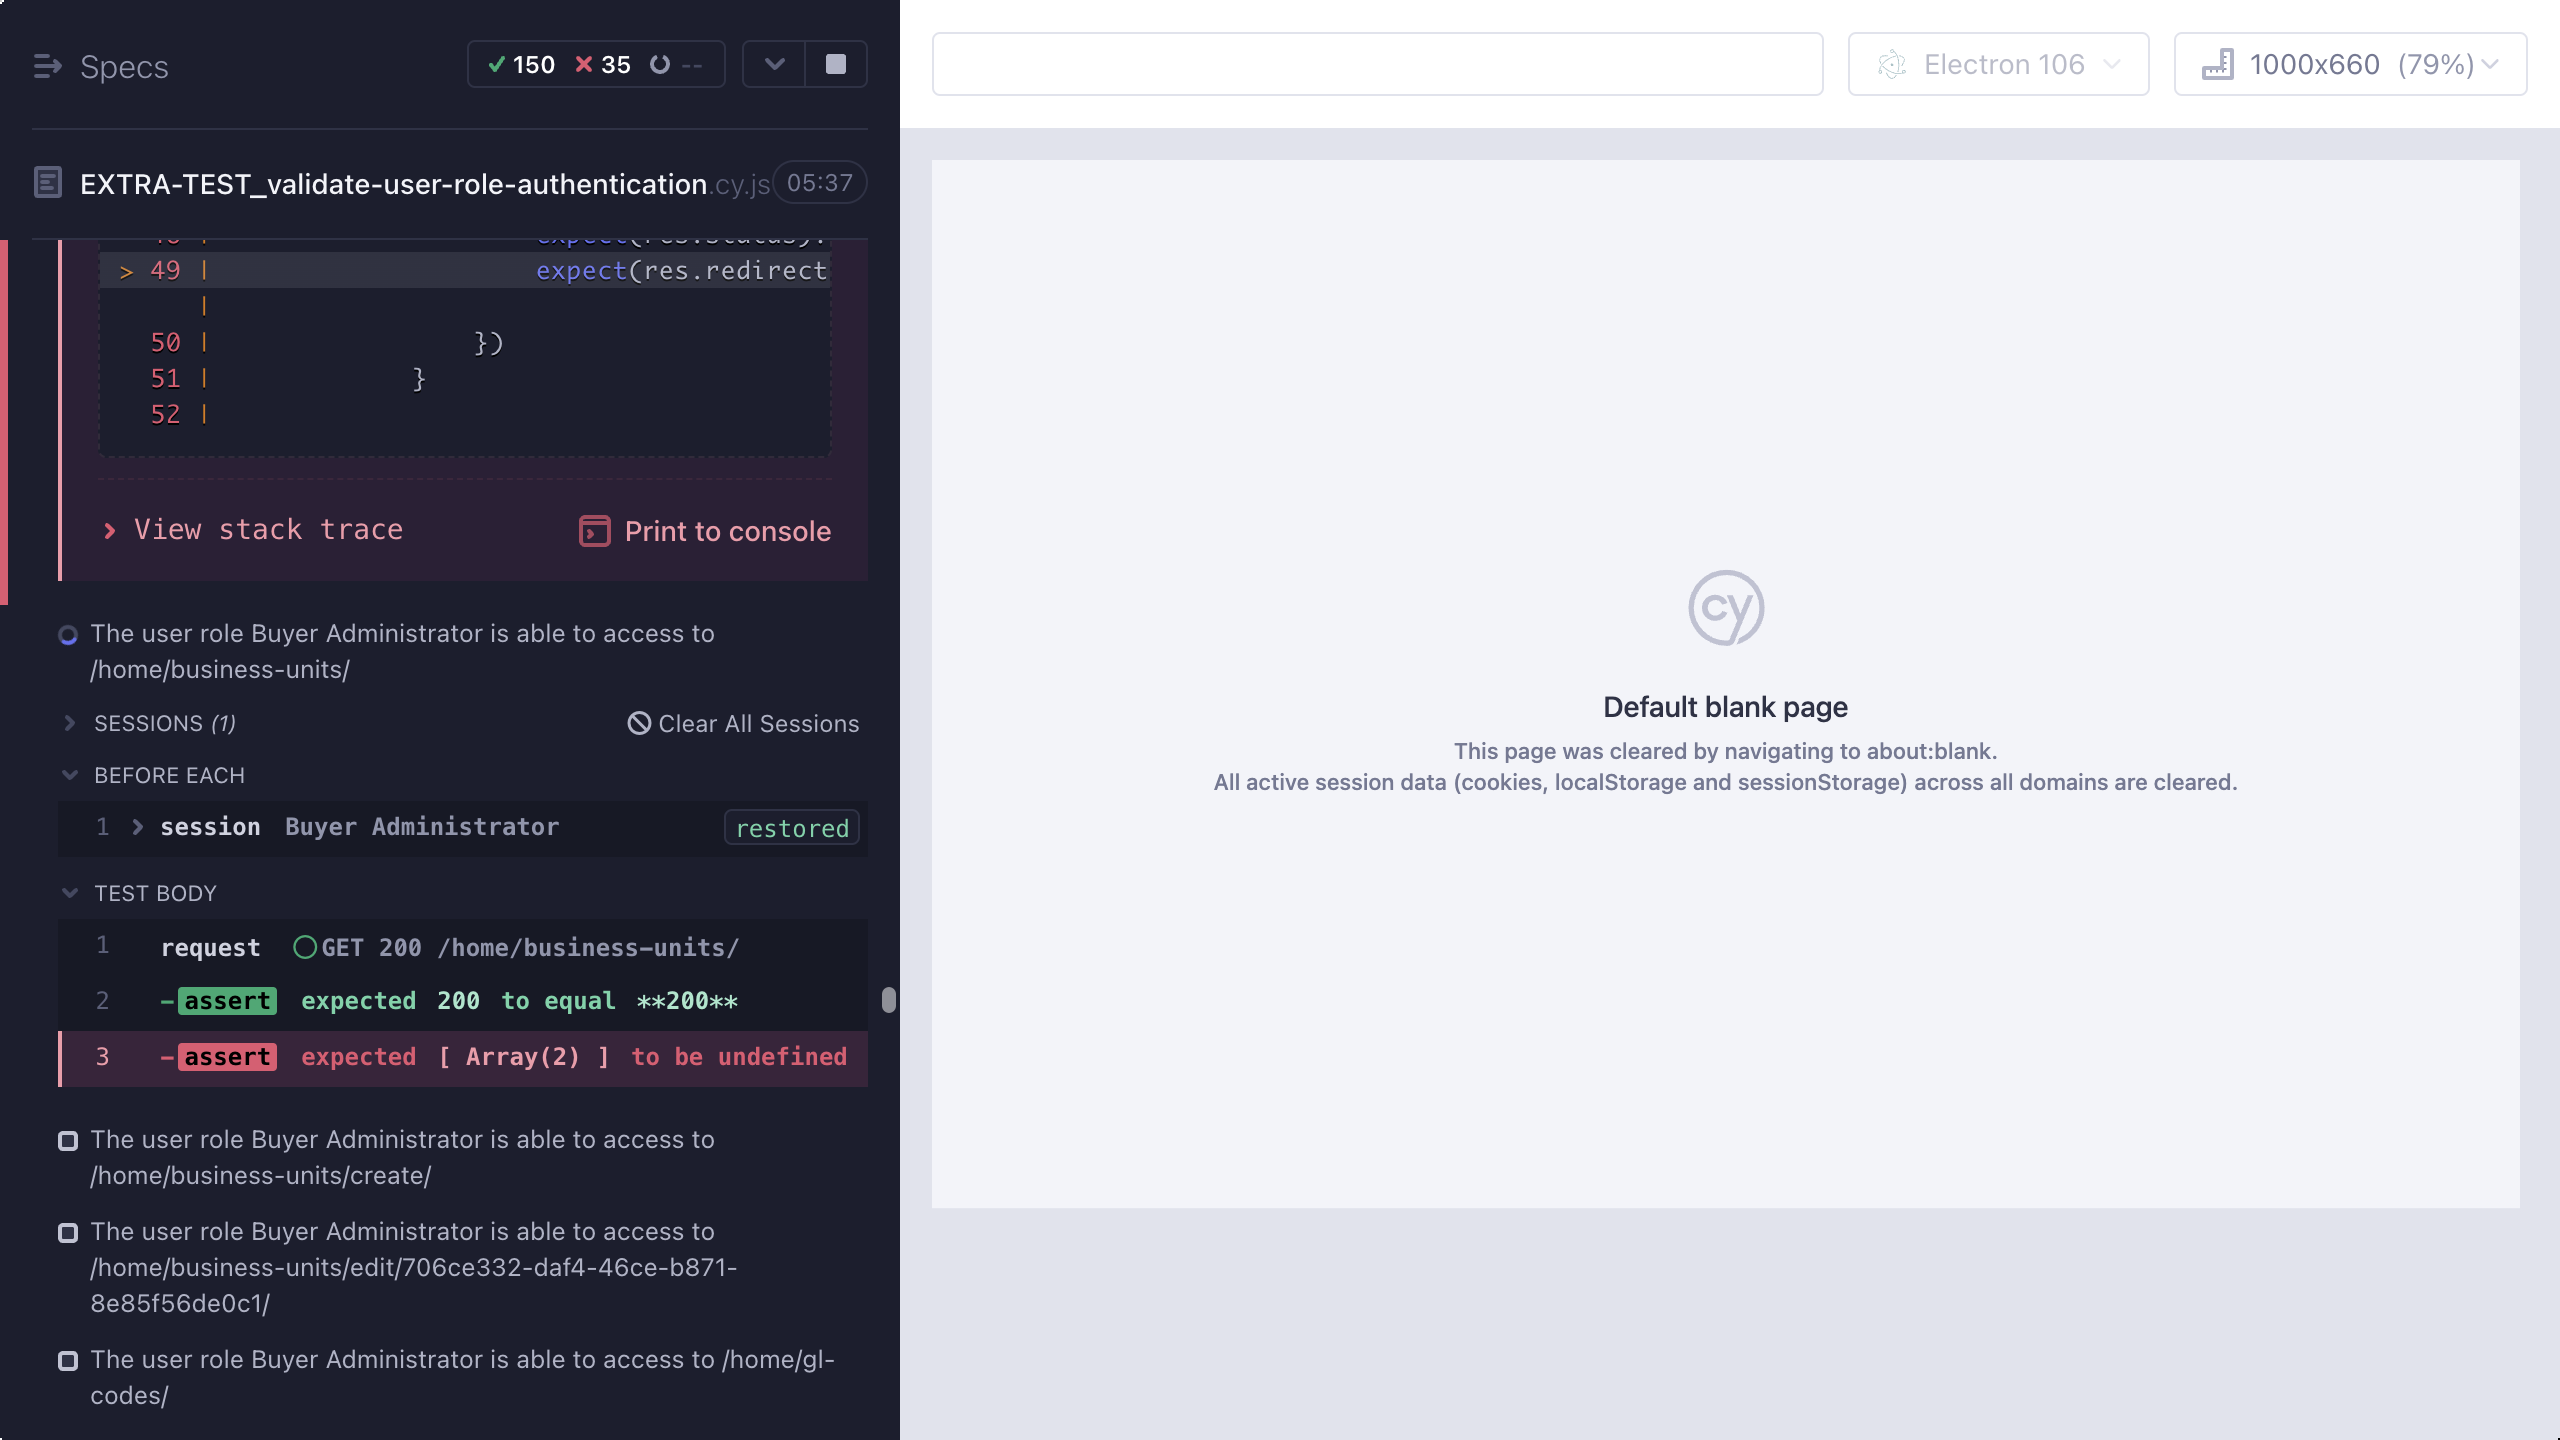 Specs
150 35 --
EXTRA-TEST_validate-user-role-authentication.cy.js 05:37
> 49 | expect(res.redirect
|
50 | })
51 | }
52 |
View stack trace
Print to console
The user role Buyer Administrator is able to access to
/home/business-units/
SESSIONS (1)
Clear All Sessions
BEFORE EACH
1 session Buyer Administrator restored
TEST BODY
1 request GET 200 /home/business-units/
2 -assert expected 200 to equal **200**
3 -assert expected [ Array(2) ] to be undefined
The user role Buyer Administrator is able to access to
/home/business-units/create/
The user role Buyer Administrator is able to access to
/home/business-units/edit/706ce332-daf4-46ce-b871-
8e85f56de0c1/
The user role Buyer Administrator is able to access to /home/gl-
codes/
Electron 106
1000x660 (79%)
cy
Default blank page
This page was cleared by navigating to about:blank.
All active session data (cookies, localStorage and sessionStorage) across all domains are cleared.